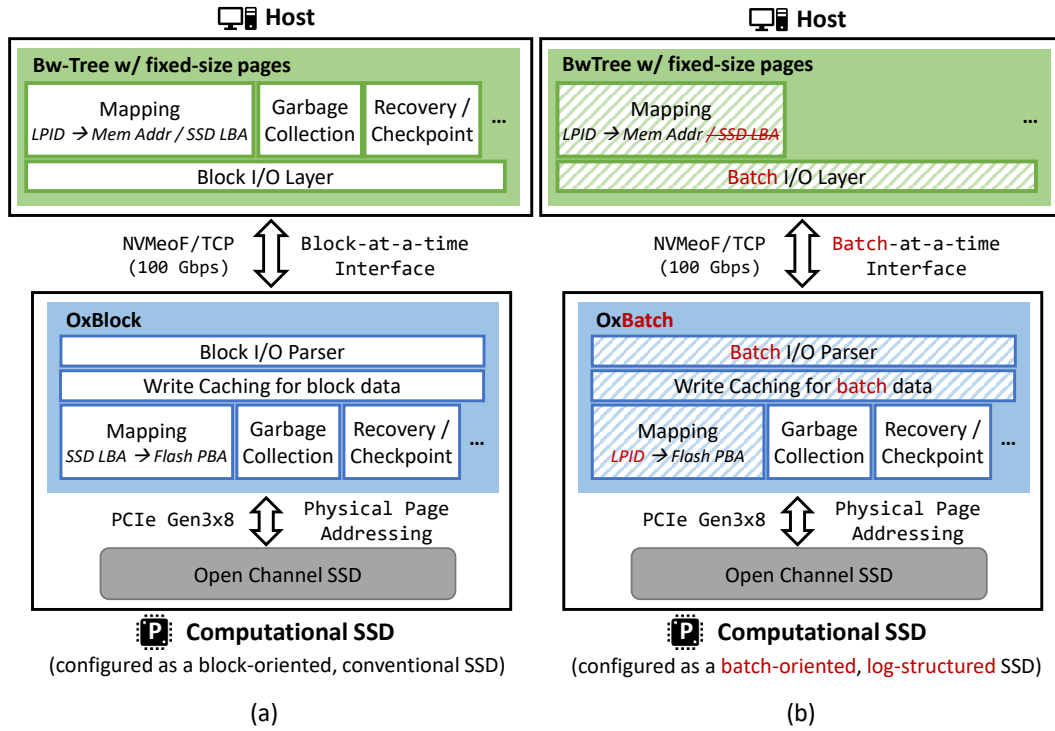 Host
Bw-Tree w/ fixed-size pages
Mapping
LPID → Mem Addr / SSD LBA
Garbage
Collection
Recovery /
Checkpoint
...
Block I/O Layer
NVMeoF/TCP
(100 Gbps)
Block-at-a-time
Interface
OxBlock
Block I/O Parser
Write Caching for block data
Mapping
SSD LBA → Flash PBA
Garbage
Collection
Recovery /
Checkpoint
...
PCIe Gen3x8
Physical Page
Addressing
Open Channel SSD
P
Computational SSD
(configured as a block-oriented, conventional SSD)
(a)
Host
BwTree w/ fixed-size pages
Mapping
LPID → Mem Addr / SSD LBA
...
Batch I/O Layer
NVMeoF/TCP
(100 Gbps)
Batch-at-a-time
Interface
OxBatch
Batch I/O Parser
Write Caching for batch data
Mapping
LPID → Flash PBA
Garbage
Collection
Recovery /
Checkpoint
...
PCIe Gen3x8
Physical Page
Addressing
Open Channel SSD
P
Computational SSD
(configured as a batch-oriented, log-structured SSD)
(b)